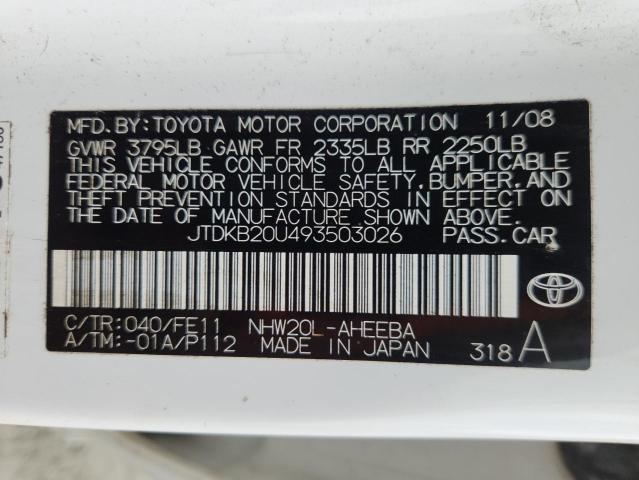 MFD. BY: TOYOTA MOTOR CORPORATION 11/08
GVWR 3795LB GAWR FR 2335LB RR 2250LB
THIS VEHICLE CONFORMS TO ALL APPLICABLE
FEDERAL MOTOR VEHICLE SAFETY, BUMPER, AND
THEFT PREVENTION STANDARDS IN EFFECT ON
THE DATE OF MANUFACTURE SHOWN ABOVE.
JTDKB20U493503026 PASS. CAR
TOYOTA
C/TR: 040/FE11 NHW20L-AHEEBA
A/TM: -01A/P112 MADE IN JAPAN 318 A